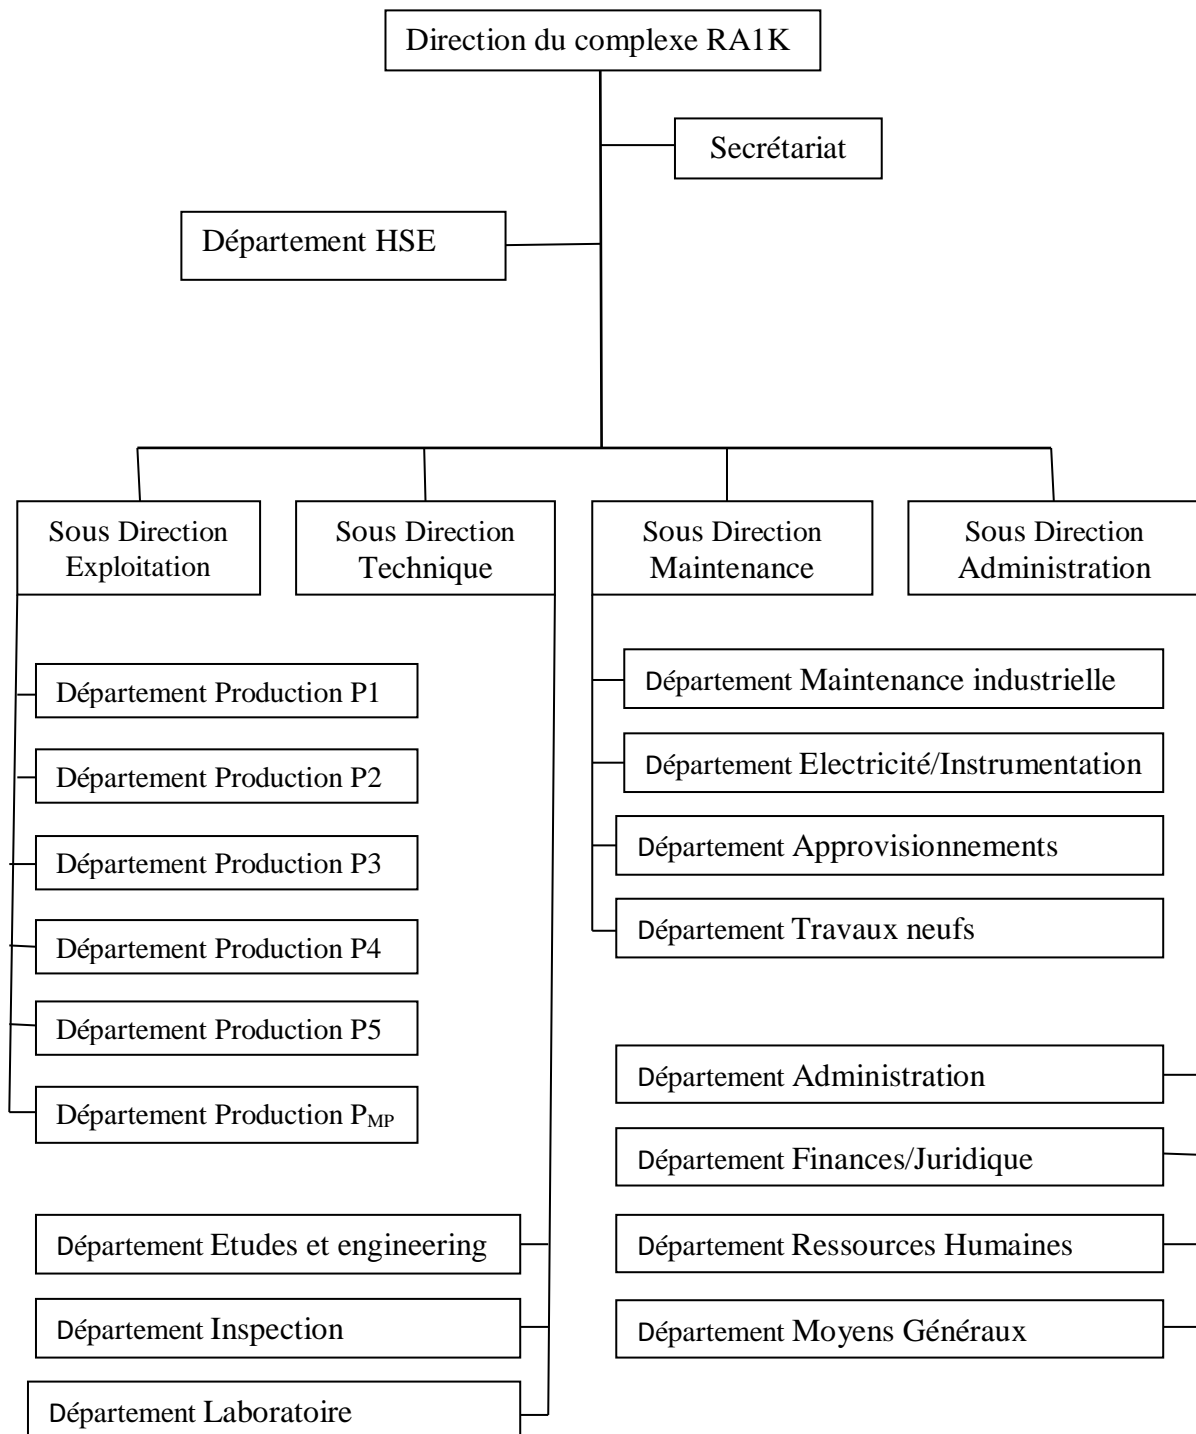 Direction du complexe RA1K
Secrétariat
Département HSE
Sous Direction
Exploitation
Sous Direction
Technique
Sous Direction
Maintenance
Sous Direction
Administration
Département Production P1
Département Production P2
Département Production P3
Département Production P4
Département Production P5
Département Production PMP
Département Etudes et engineering
Département Inspection
Département Laboratoire
Département Maintenance industrielle
Département Electricité/Instrumentation
Département Approvisionnements
Département Travaux neufs
Département Administration
Département Finances/Juridique
Département Ressources Humaines
Département Moyens Généraux